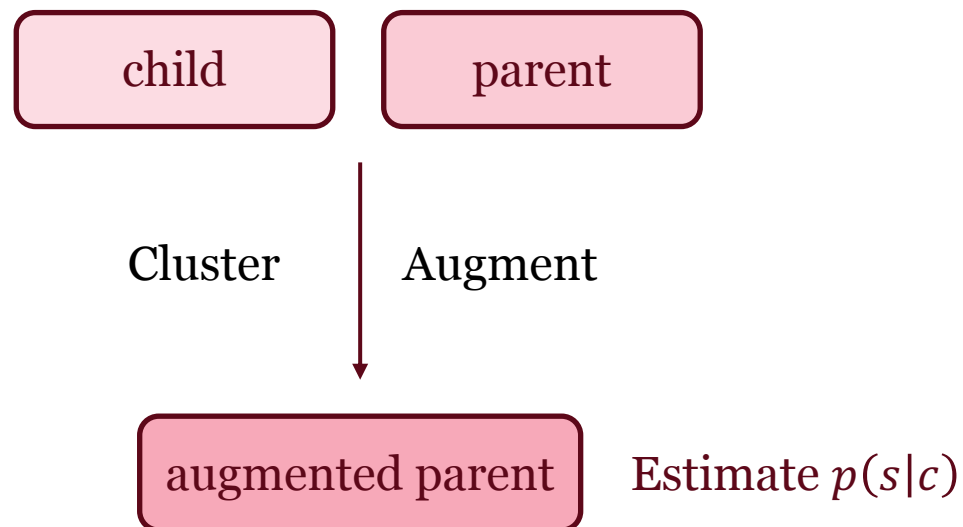 child
parent
Cluster
Augment
augmented parent
Estimate p(s|c)